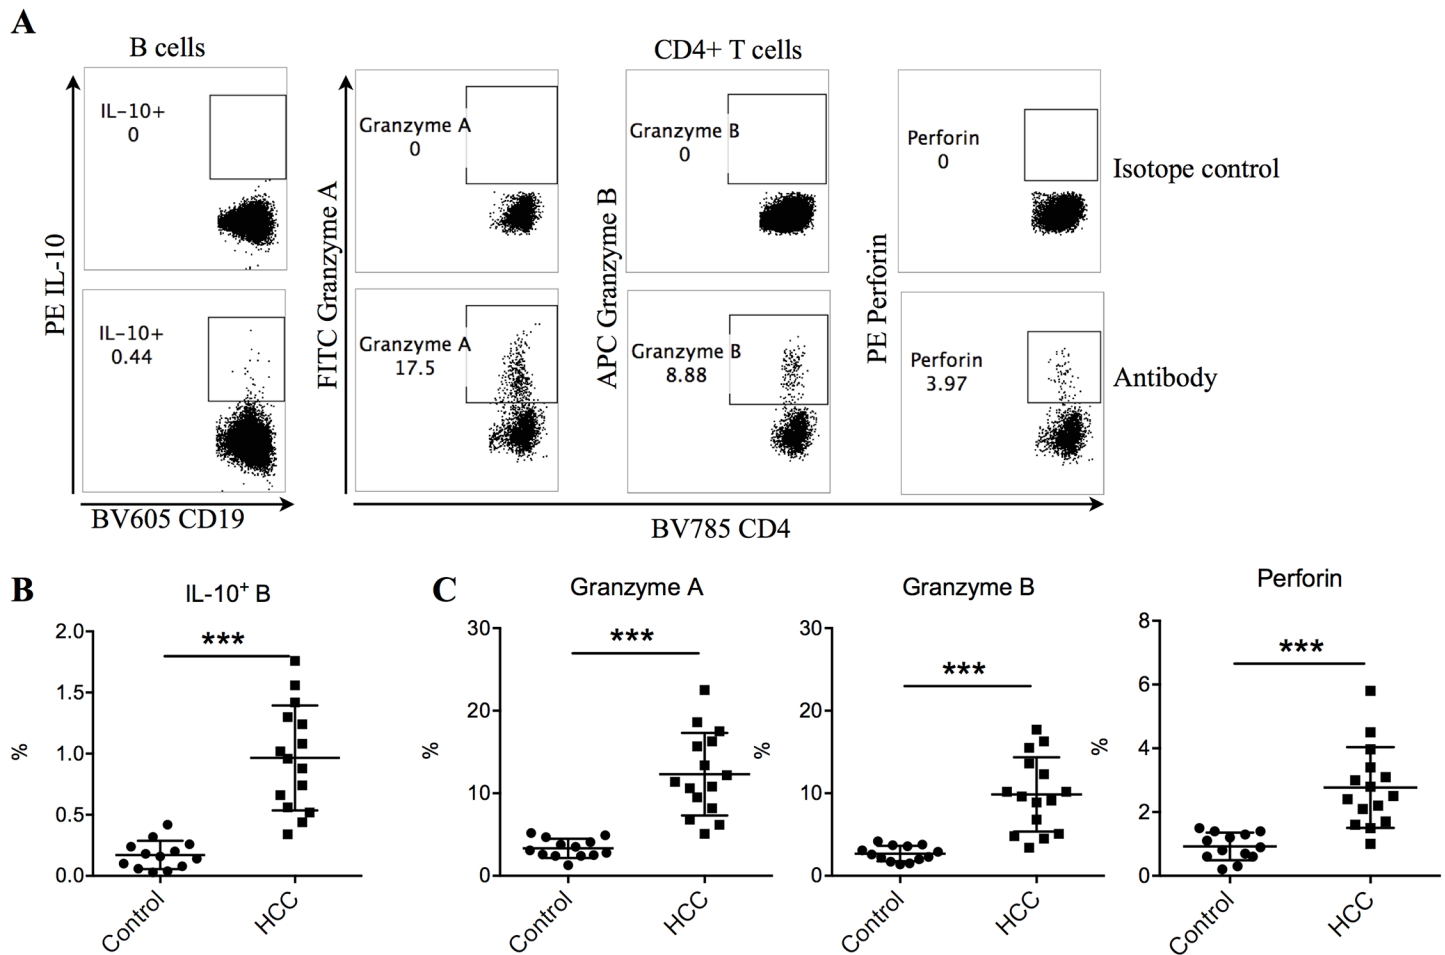 A
B cells
CD4+ T cells
PE IL-10
IL-10+
0
FITC Granzyme A
Granzyme A
0
APC Granzyme B
Granzyme B
0
PE Perforin
Perforin
0
Isotope control
IL-10+
0.44
Granzyme A
17.5
Granzyme B
8.88
Perforin
3.97
Antibody
BV605 CD19
BV785 CD4
B
IL-10+ B
%
2.0
1.5
1.0
0.5
0.0
***
Control
HCC
C
Granzyme A
%
30
20
10
0
***
Control
HCC
Granzyme B
%
30
20
10
0
***
Control
HCC
Perforin
%
8
6
4
2
0
***
Control
HCC